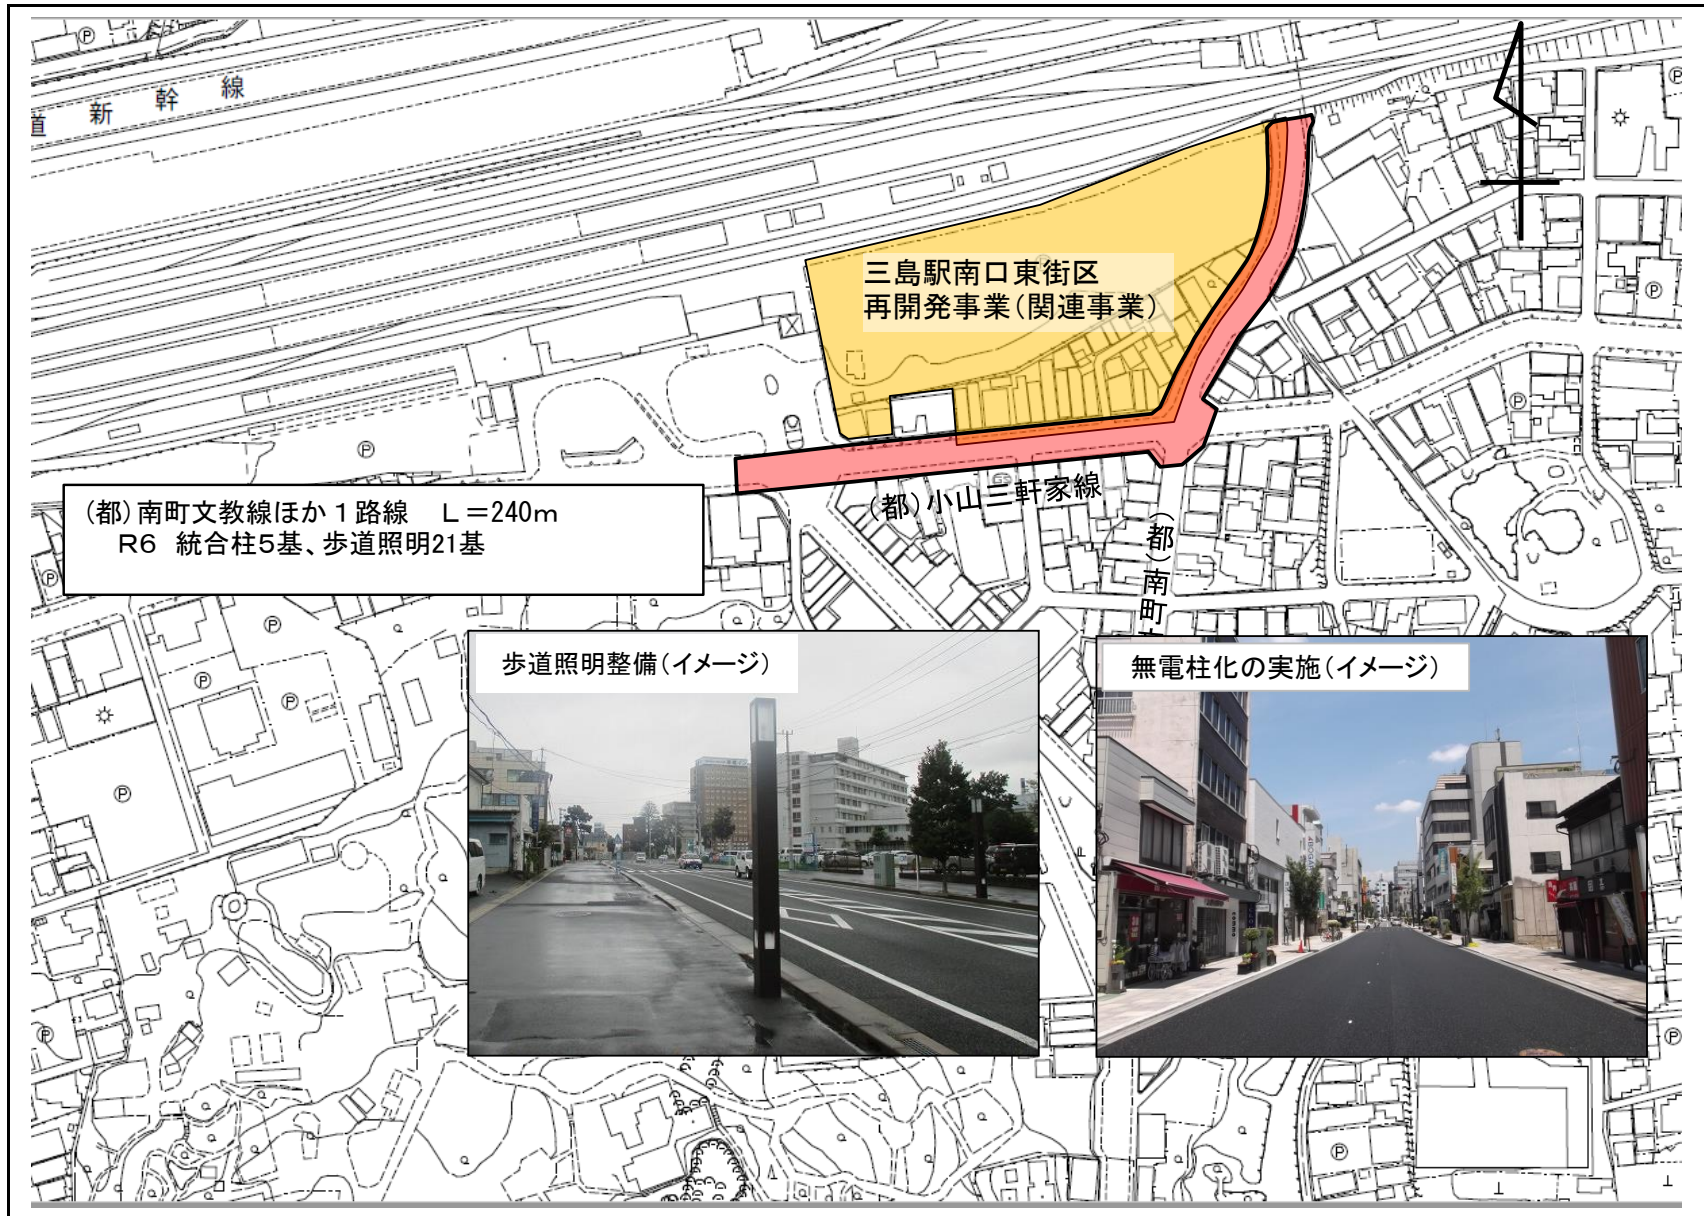 道 新 幹 線
三島駅南口東街区
再開発事業(関連事業)
(都)小山三軒家線
(都)南町文教線ほか1路線 L=240m
R6 統合柱5基、歩道照明21基
(都)南町
歩道照明整備(イメージ)
無電柱化の実施(イメージ)